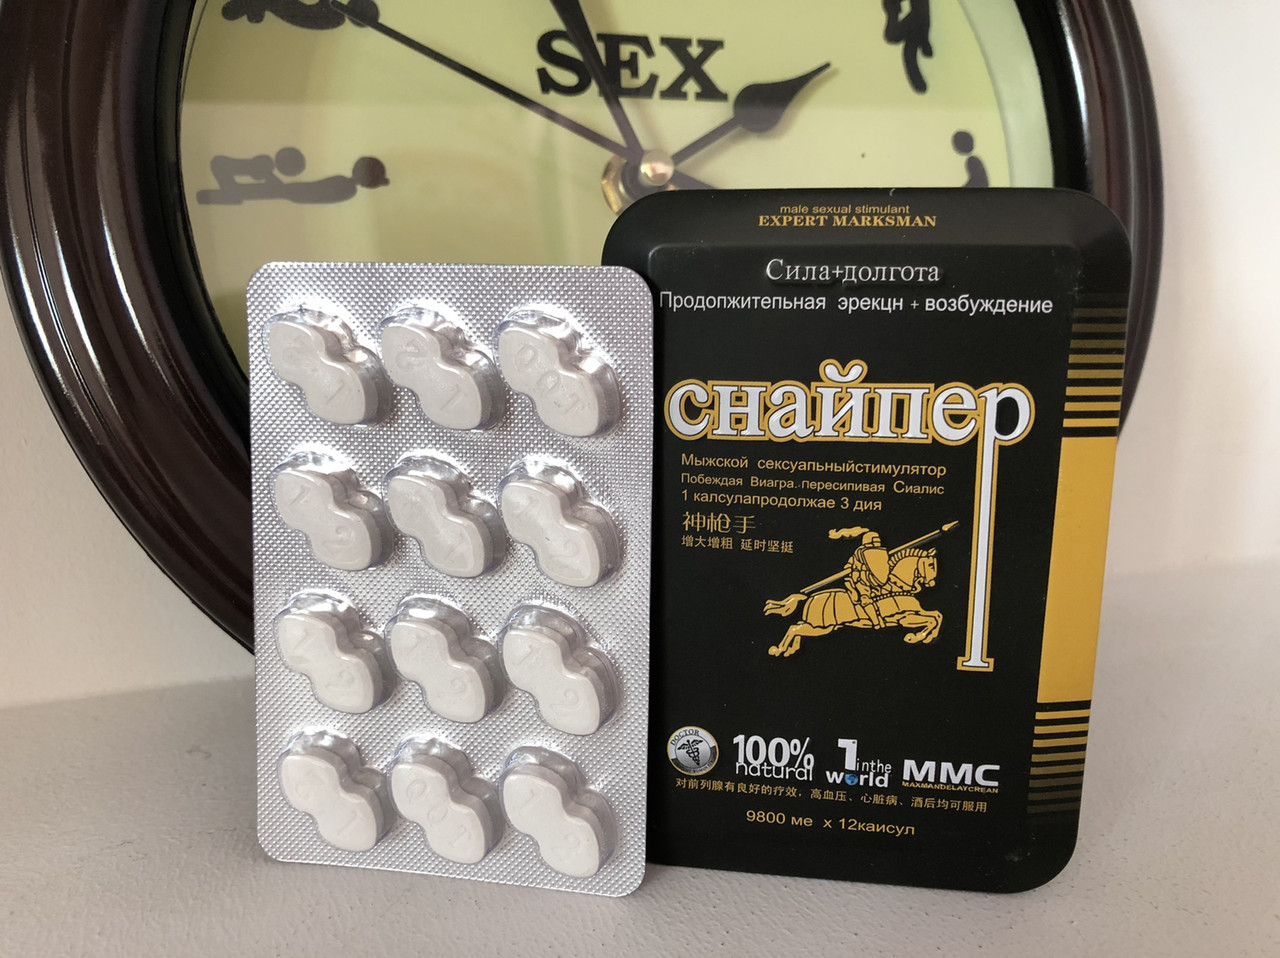 SEX
male sexual stimulant
EXPERT MARKSMAN
Сила+долгота
Продопжительная эрекцн + возбуждение
снайпер
Мыжской сексуальныйстимулятор
Побеждая Виагра. пересипивая Сиалис
1 калсулапродолжае 3 дия
神枪手
增大增粗 延时坚挺
DOCTOR
100% natural
1 in the world
MMC
MAXMANDELAYCREAN
对前列腺有良好的疗效，高血压、心脏病、酒后均可服用
9800 ме х 12каисул